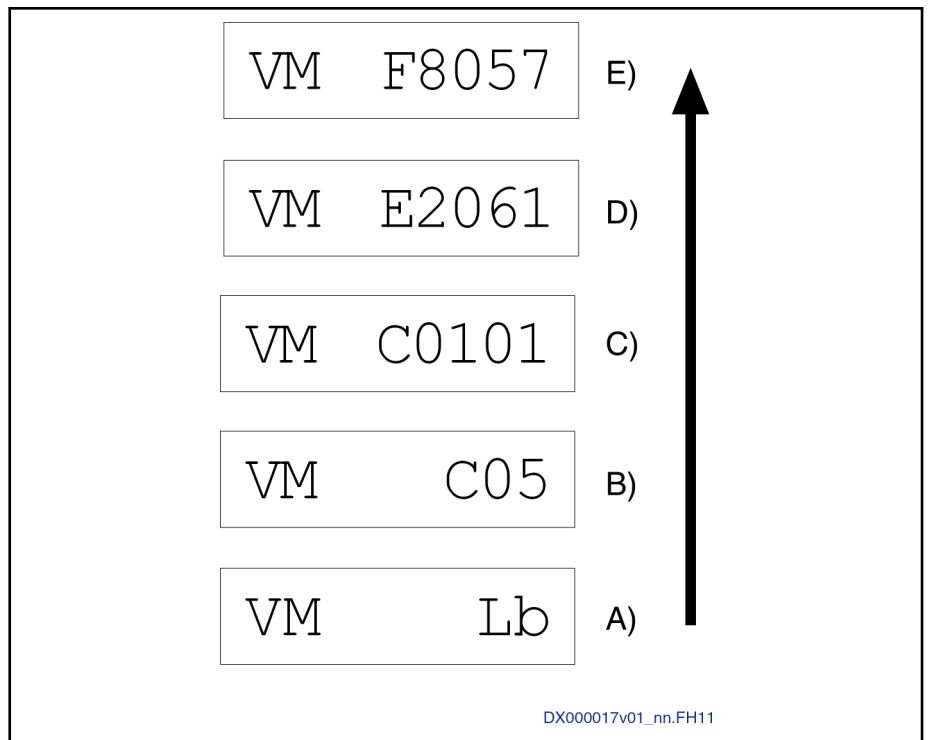 VM F8057 E)
VM E2061 D)
VM C0101 C)
VM C05 B)
VM Lb A)
DX000017v01_nn.FH11